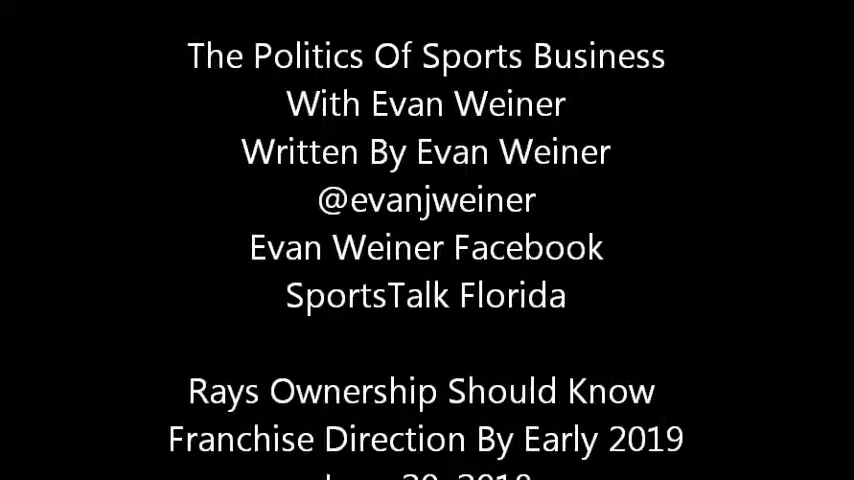 The Politics Of Sports Business
With Evan Weiner
Written By Evan Weiner
@evanjweiner
Evan Weiner Facebook
SportsTalk Florida
Rays Ownership Should Know
Franchise Direction By Early 2019
2018